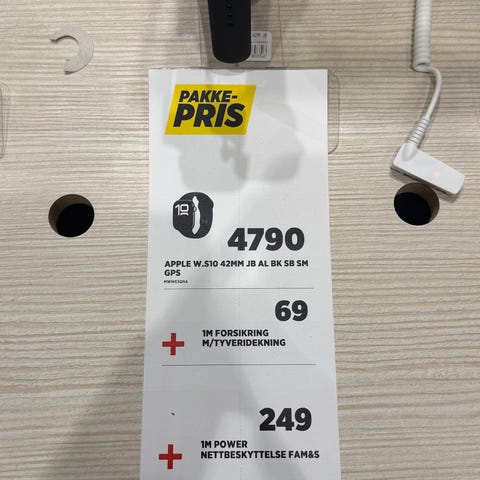 PAKKE-
PRIS
4790
APPLE W.S10 42MM JB AL BK SB SM
GPS
69
+ 1M FORSIKRING
M/TYVERIDEKNING
249
+ 1M POWER
NETTBESKYTTELSE FAM&S